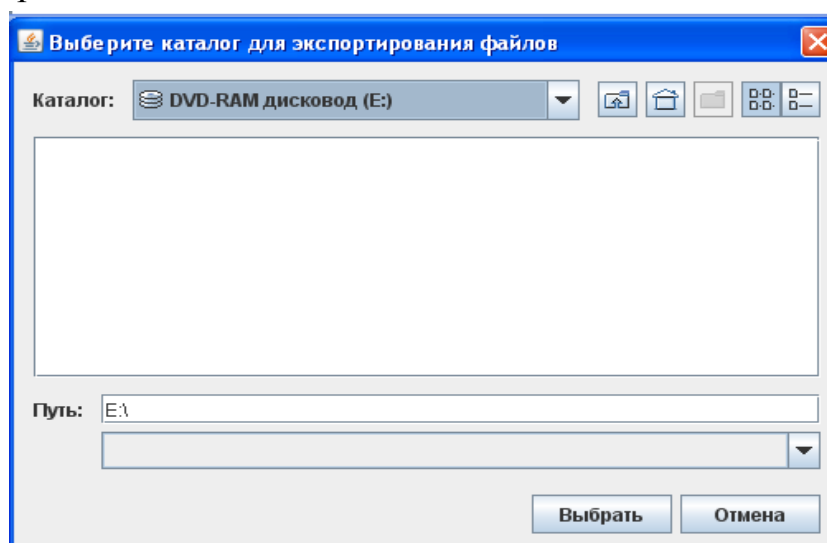 Выберите каталог для экспортирования файлов
Каталог: DVD-RAM дисковод (E:)
Путь: E:\
Выбрать Отмена